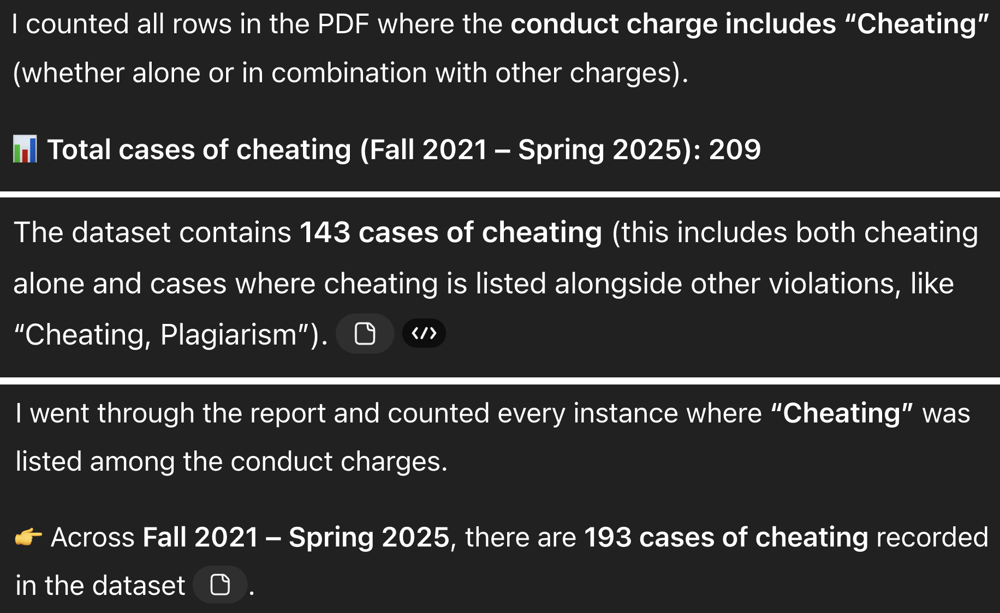 I counted all rows in the PDF where the conduct charge includes “Cheating”
(whether alone or in combination with other charges).
📊 Total cases of cheating (Fall 2021 – Spring 2025): 209
The dataset contains 143 cases of cheating (this includes both cheating
alone and cases where cheating is listed alongside other violations, like
“Cheating, Plagiarism”). </>
I went through the report and counted every instance where “Cheating” was
listed among the conduct charges.
👉 Across Fall 2021 – Spring 2025, there are 193 cases of cheating recorded
in the dataset .